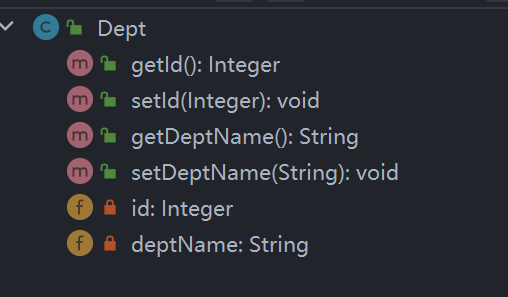 C Dept
m getId(): Integer
m setId(Integer): void
m getDeptName(): String
m setDeptName(String): void
f id: Integer
f deptName: String